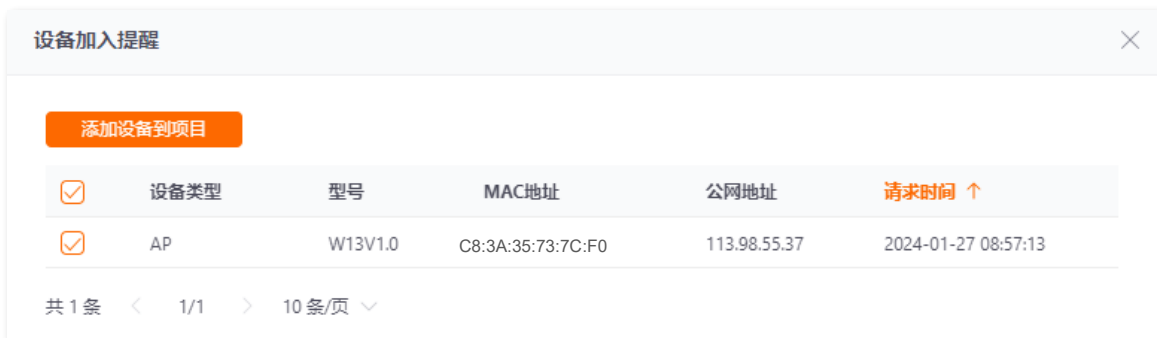 设备加入提醒
添加设备到项目
设备类型 型号 MAC地址 公网地址 请求时间 ↑
AP W13V1.0 C8:3A:35:73:7C:F0 113.98.55.37 2024-01-27 08:57:13
共 1 条 < 1/1 > 10 条/页